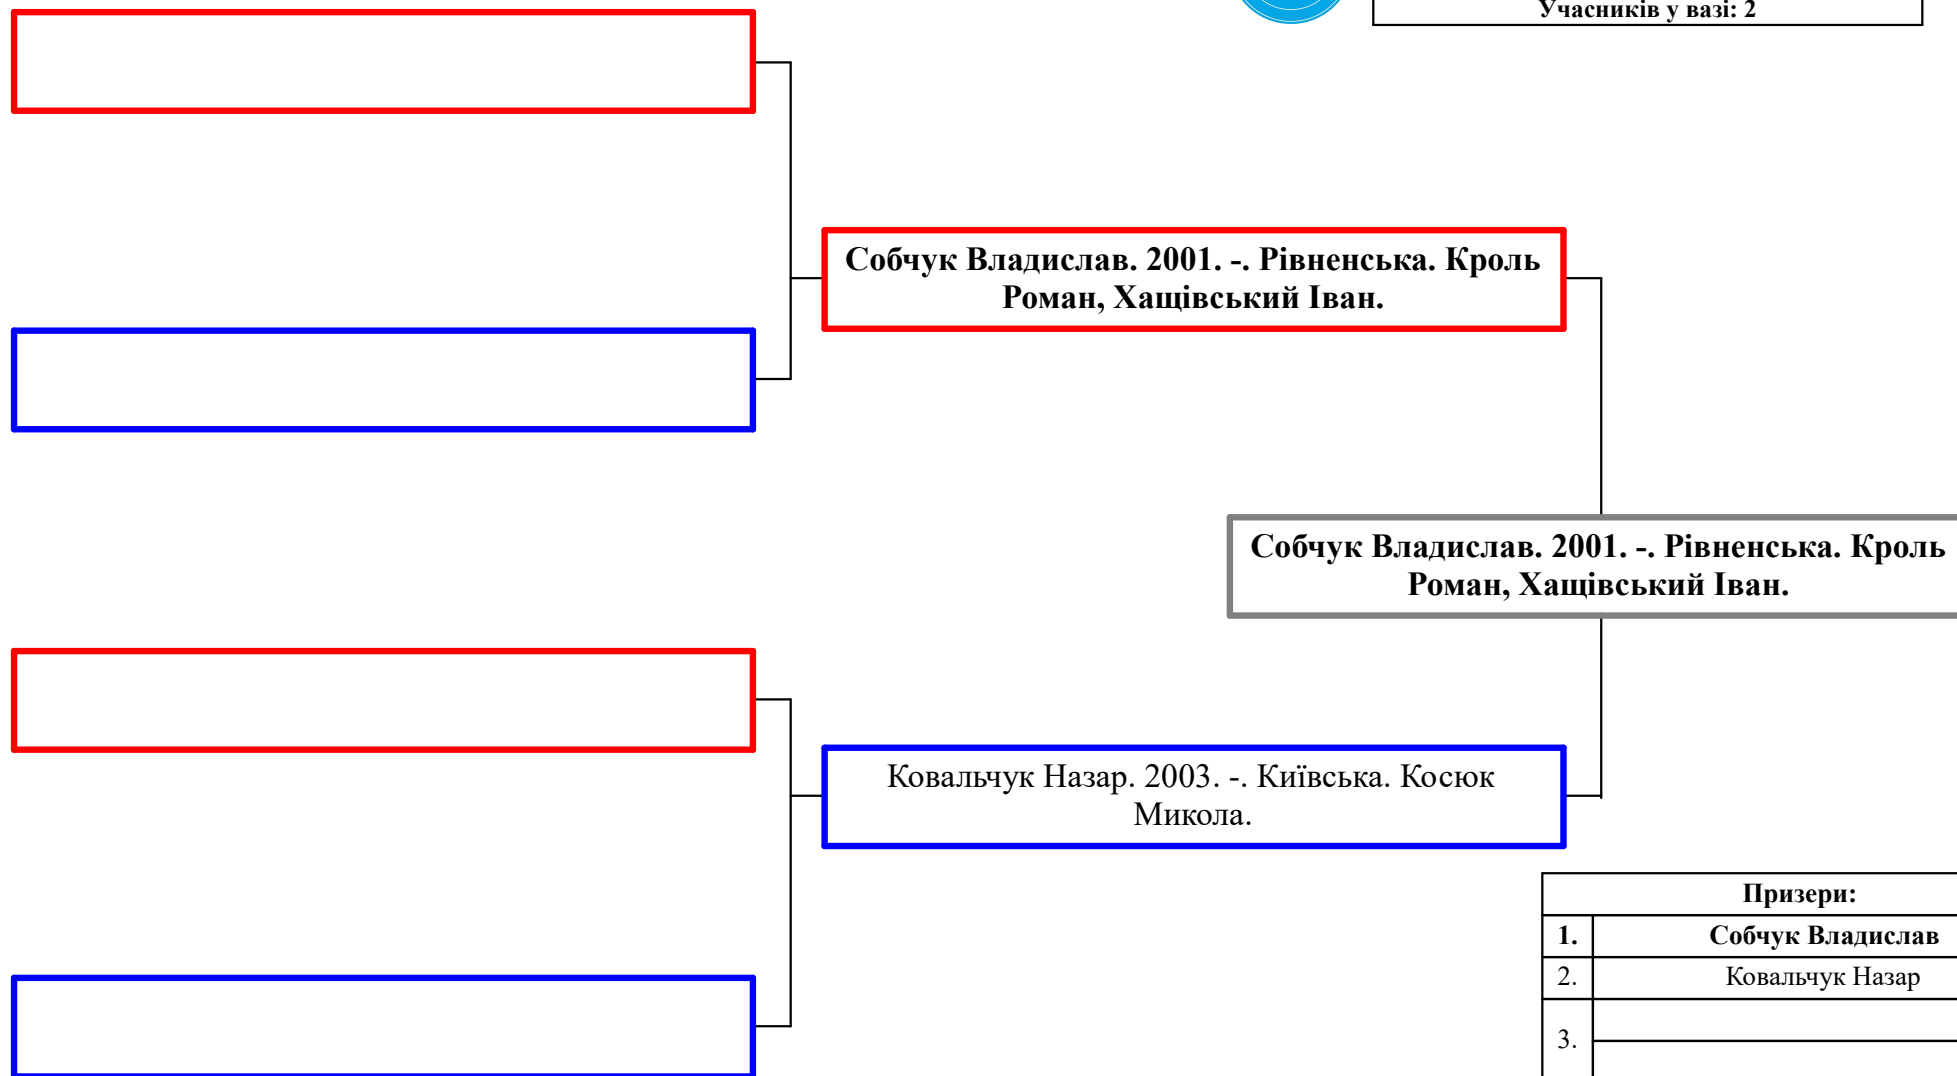 Учасників у вазі: 2
Собчук Владислав. 2001. -. Рівненська. Кроль
Роман, Хащівський Іван.
Собчук Владислав. 2001. -. Рівненська. Кроль
Роман, Хащівський Іван.
Ковальчук Назар. 2003. -. Київська. Косюк
Микола.
Призери:
1. Собчук Владислав
2. Ковальчук Назар
3.